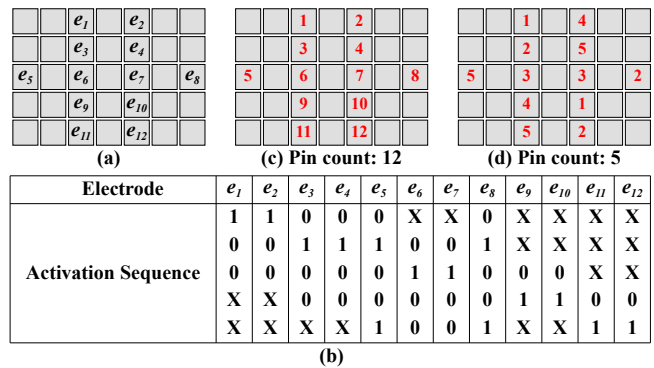 e1 e2 1 2 1 4
e3 e4 3 4 2 5
e5 e6 e7 e8 5 6 7 8 5 3 3 2
e9 e10 9 10 4 1
e11 e12 11 12 5 2
(a) (c) Pin count: 12 (d) Pin count: 5
Electrode e1 e2 e3 e4 e5 e6 e7 e8 e9 e10 e11 e12
1 1 0 0 0 X X 0 X X X X
0 0 1 1 1 0 0 1 X X X X
Activation Sequence 0 0 0 0 0 1 1 0 0 0 X X
X X 0 0 0 0 0 0 1 1 0 0
X X X X 1 0 0 1 X X 1 1
(b)